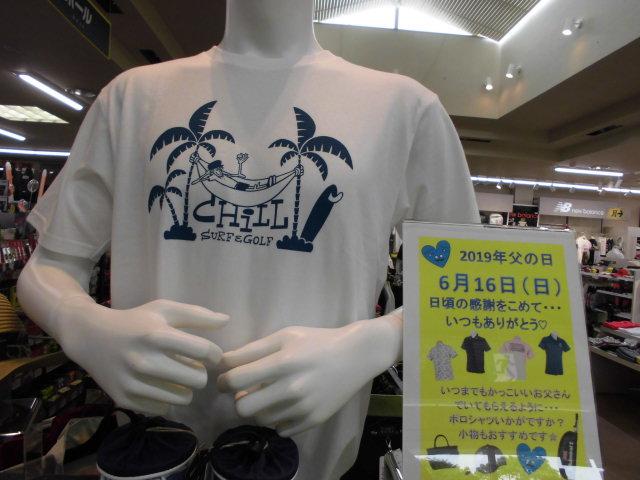 ボール
CHiLL
SURF & GOLF
new balance
2019年父の日
6月16日(日)
日頃の感謝をこめて・・・
いつもありがとう♡
いつまでもかっこいいお父さん
でいてもらえるように・・・
ポロシャツいかがですか?
小物もおすすめです☆